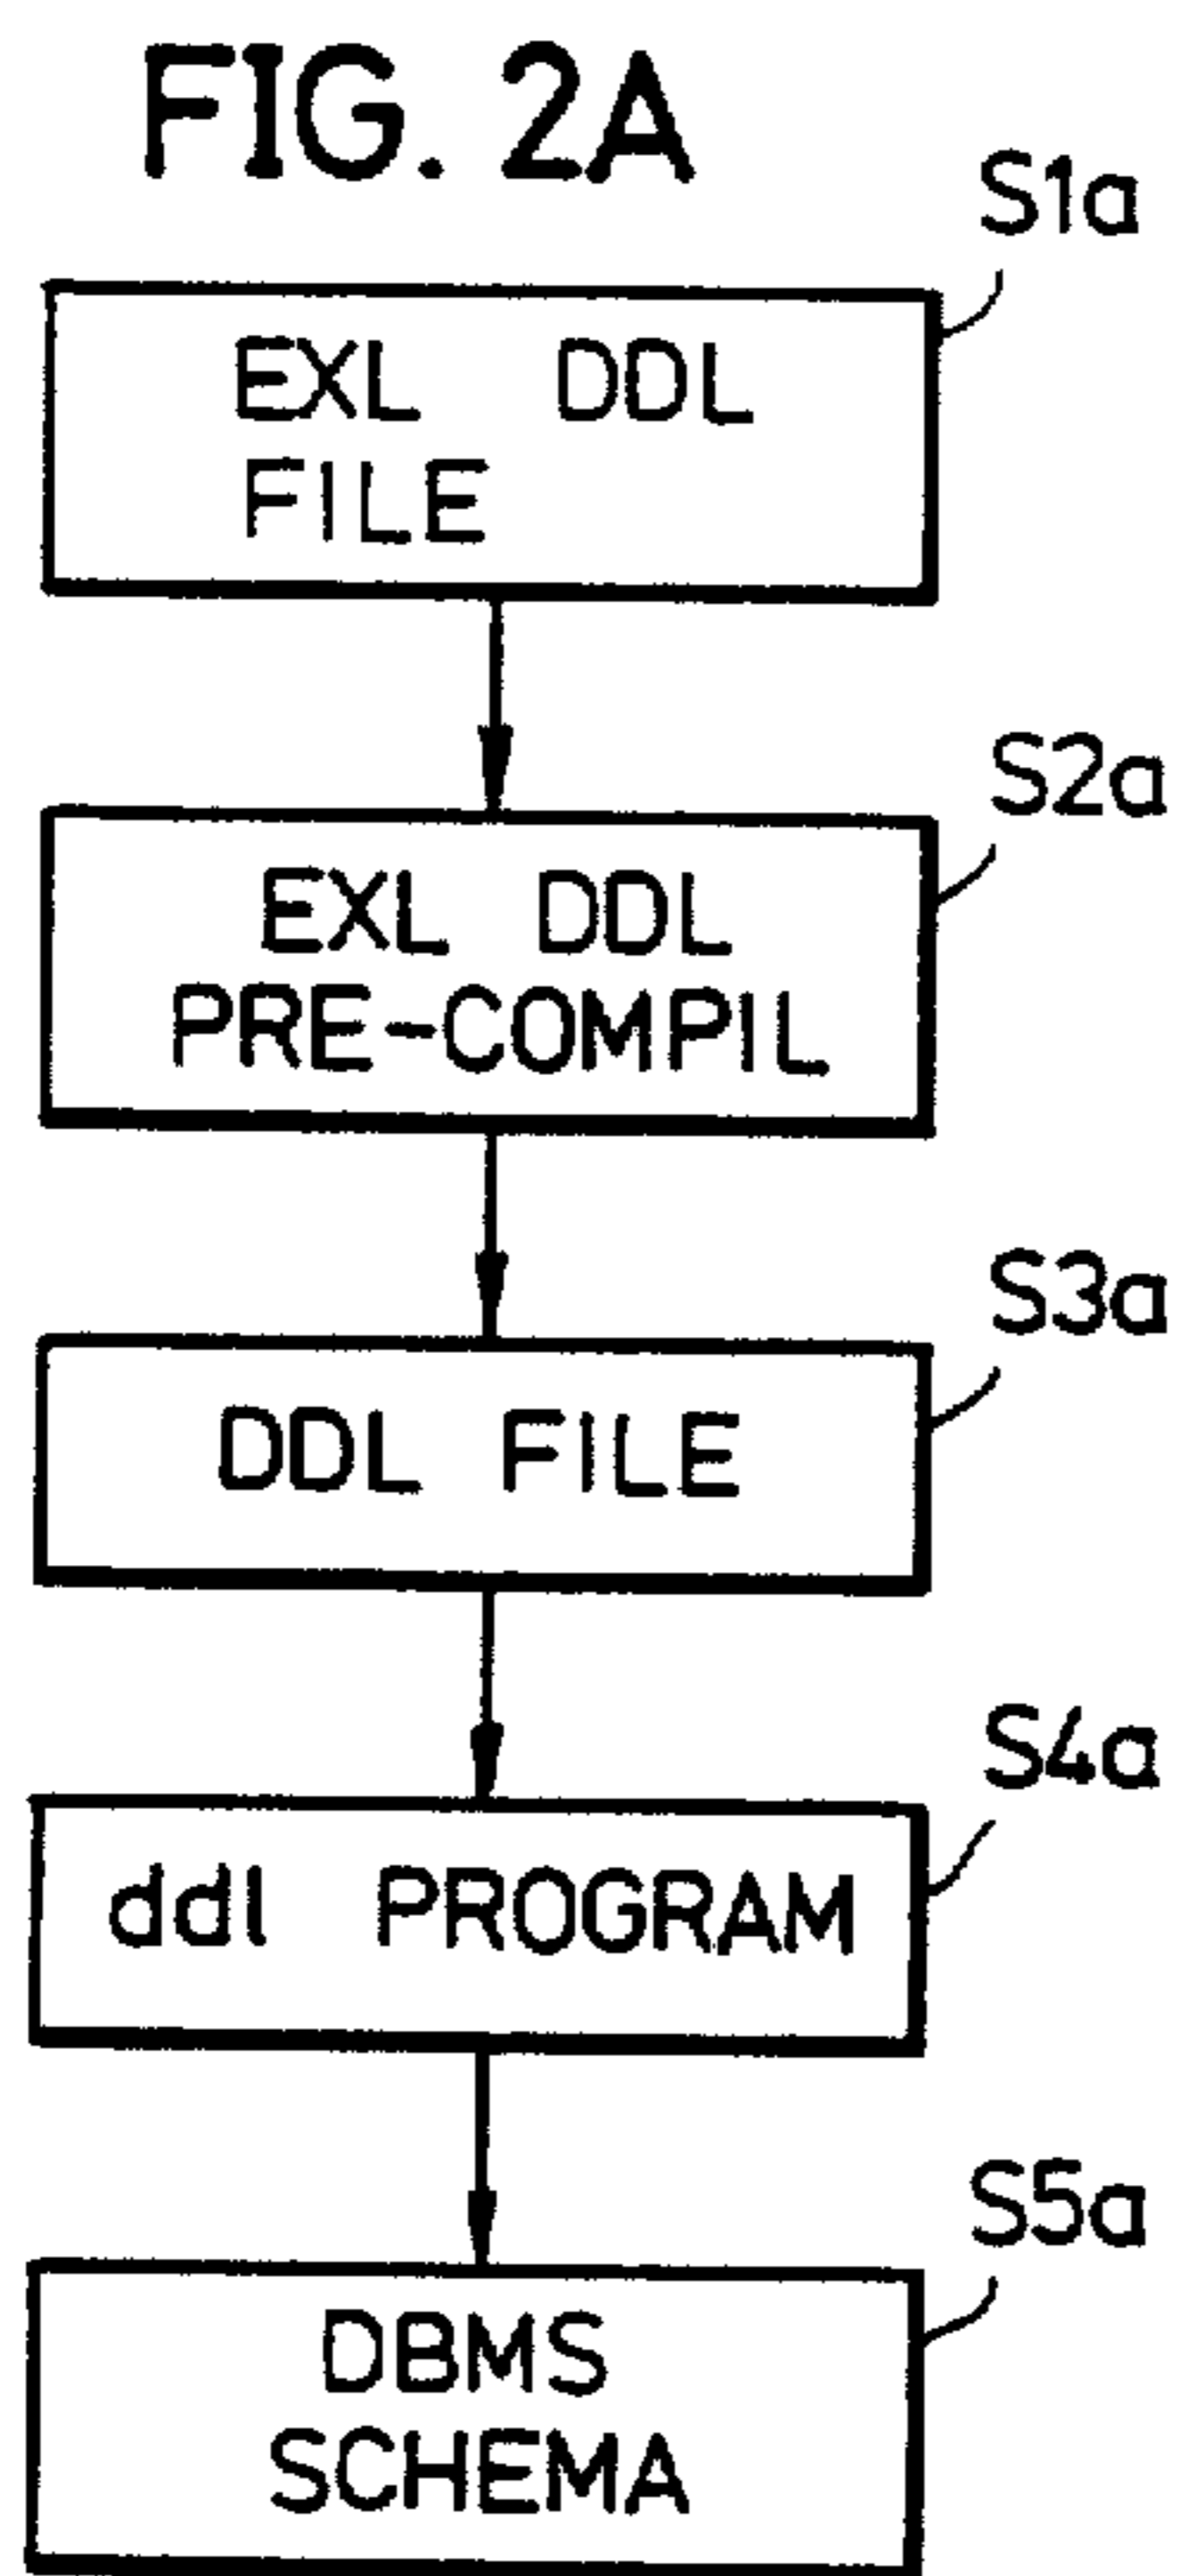 FIG. 2A
S1a
EXL DDL
FILE
S2a
EXL DDL
PRE-COMPIL
S3a
DDL FILE
S4a
ddl PROGRAM
S5a
DBMS
SCHEMA